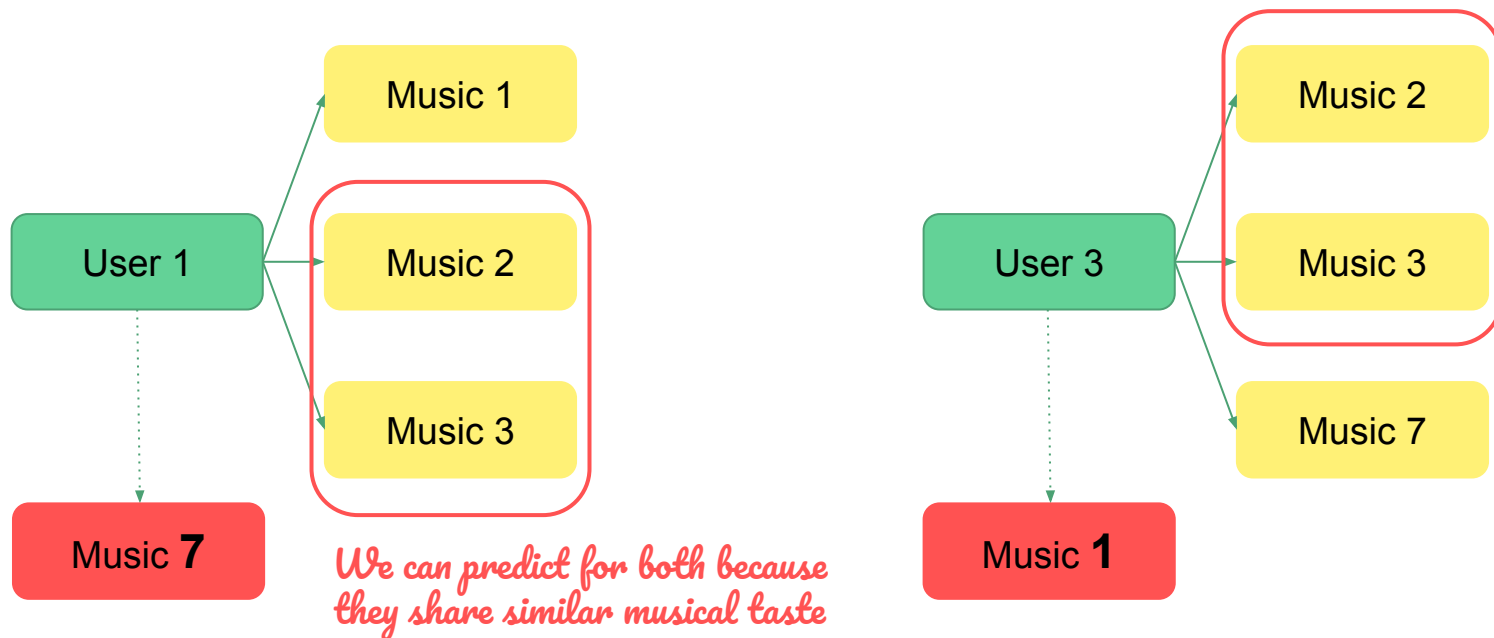 Music 1
User 1
Music 2
Music 3
Music 7
We can predict for both because
they share similar musical taste
Music 2
User 3
Music 3
Music 7
Music 1